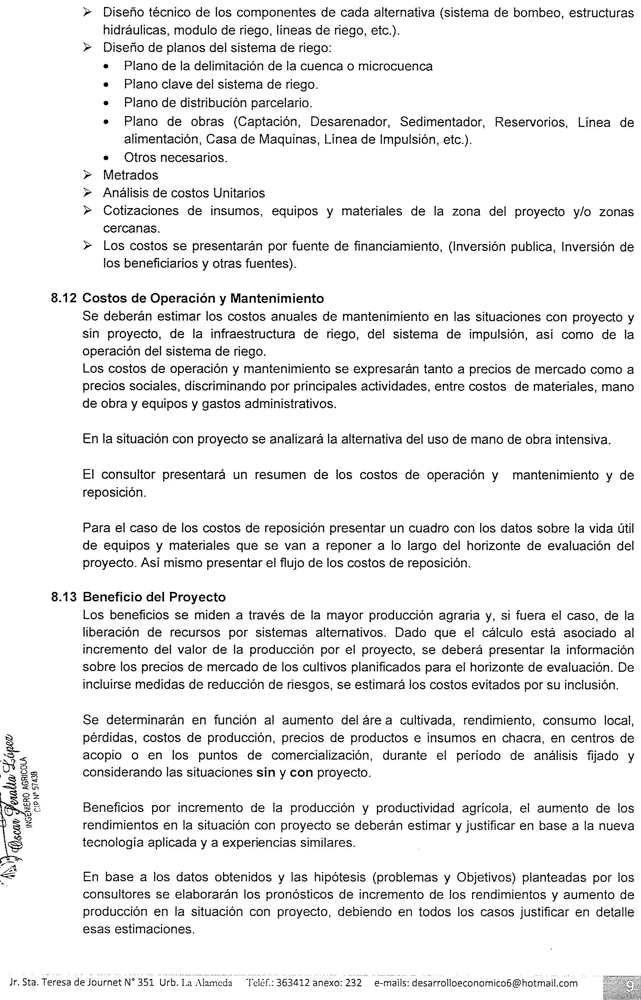 ➢ Diseño técnico de los componentes de cada alternativa (sistema de bombeo, estructuras
hidráulicas, modulo de riego, líneas de riego, etc.).
➢ Diseño de planos del sistema de riego:
• Plano de la delimitación de la cuenca o microcuenca
• Plano clave del sistema de riego.
• Plano de distribución parcelario.
• Plano de obras (Captación, Desarenador, Sedimentador, Reservorios, Línea de
alimentación, Casa de Maquinas, Línea de Impulsión, etc.).
• Otros necesarios.
➢ Metrados
➢ Análisis de costos Unitarios
➢ Cotizaciones de insumos, equipos y materiales de la zona del proyecto y/o zonas
cercanas.
➢ Los costos se presentarán por fuente de financiamiento, (Inversión publica, Inversión de
los beneficiarios y otras fuentes).
8.12 Costos de Operación y Mantenimiento
Se deberán estimar los costos anuales de mantenimiento en las situaciones con proyecto y
sin proyecto, de la infraestructura de riego, del sistema de impulsión, así como de la
operación del sistema de riego.
Los costos de operación y mantenimiento se expresarán tanto a precios de mercado como a
precios sociales, discriminando por principales actividades, entre costos de materiales, mano
de obra y equipos y gastos administrativos.
En la situación con proyecto se analizará la alternativa del uso de mano de obra intensiva.
El consultor presentará un resumen de los costos de operación y mantenimiento y de
reposición.
Para el caso de los costos de reposición presentar un cuadro con los datos sobre la vida útil
de equipos y materiales que se van a reponer a lo largo del horizonte de evaluación del
proyecto. Así mismo presentar el flujo de los costos de reposición.
8.13 Beneficio del Proyecto
Los beneficios se miden a través de la mayor producción agraria y, si fuera el caso, de la
liberación de recursos por sistemas alternativos. Dado que el cálculo está asociado al
incremento del valor de la producción por el proyecto, se deberá presentar la información
sobre los precios de mercado de los cultivos planificados para el horizonte de evaluación. De
incluirse medidas de reducción de riesgos, se estimará los costos evitados por su inclusión.
Se determinarán en función al aumento del áre a cultivada, rendimiento, consumo local,
pérdidas, costos de producción, precios de productos e insumos en chacra, en centros de
acopio o en los puntos de comercialización, durante el período de análisis fijado y
considerando las situaciones sin y con proyecto.
Beneficios por incremento de la producción y productividad agrícola, el aumento de los
rendimientos en la situación con proyecto se deberán estimar y justificar en base a la nueva
tecnología aplicada y a experiencias similares.
En base a los datos obtenidos y las hipótesis (problemas y Objetivos) planteadas por los
consultores se elaborarán los pronósticos de incremento de los rendimientos y aumento de
producción en la situación con proyecto, debiendo en todos los casos justificar en detalle
esas estimaciones.
Oscar Peralta López
INGENIERO AGRICOLA
CIP Nº 57438
Jr. Sta. Teresa de Journet N° 351 Urb. La Alameda Teléf.: 363412 anexo: 232 e-mails: desarrolloeconomico6@hotmail.com
9